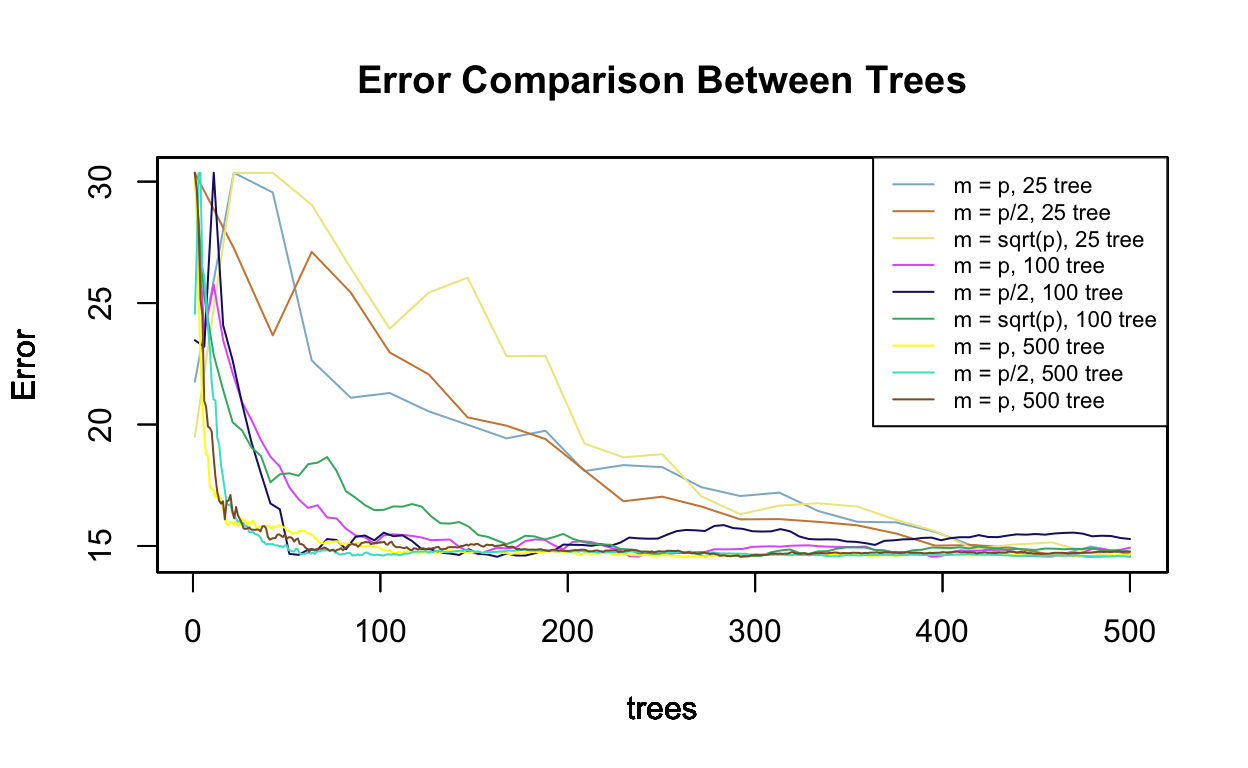 Error Comparison Between Trees
Error
30
25
20
15
m = p, 25 tree
m = p/2, 25 tree
m = sqrt(p), 25 tree
m = p, 100 tree
m = p/2, 100 tree
m = sqrt(p), 100 tree
m = p, 500 tree
m = p/2, 500 tree
m = p, 500 tree
0 100 200 300 400 500
trees